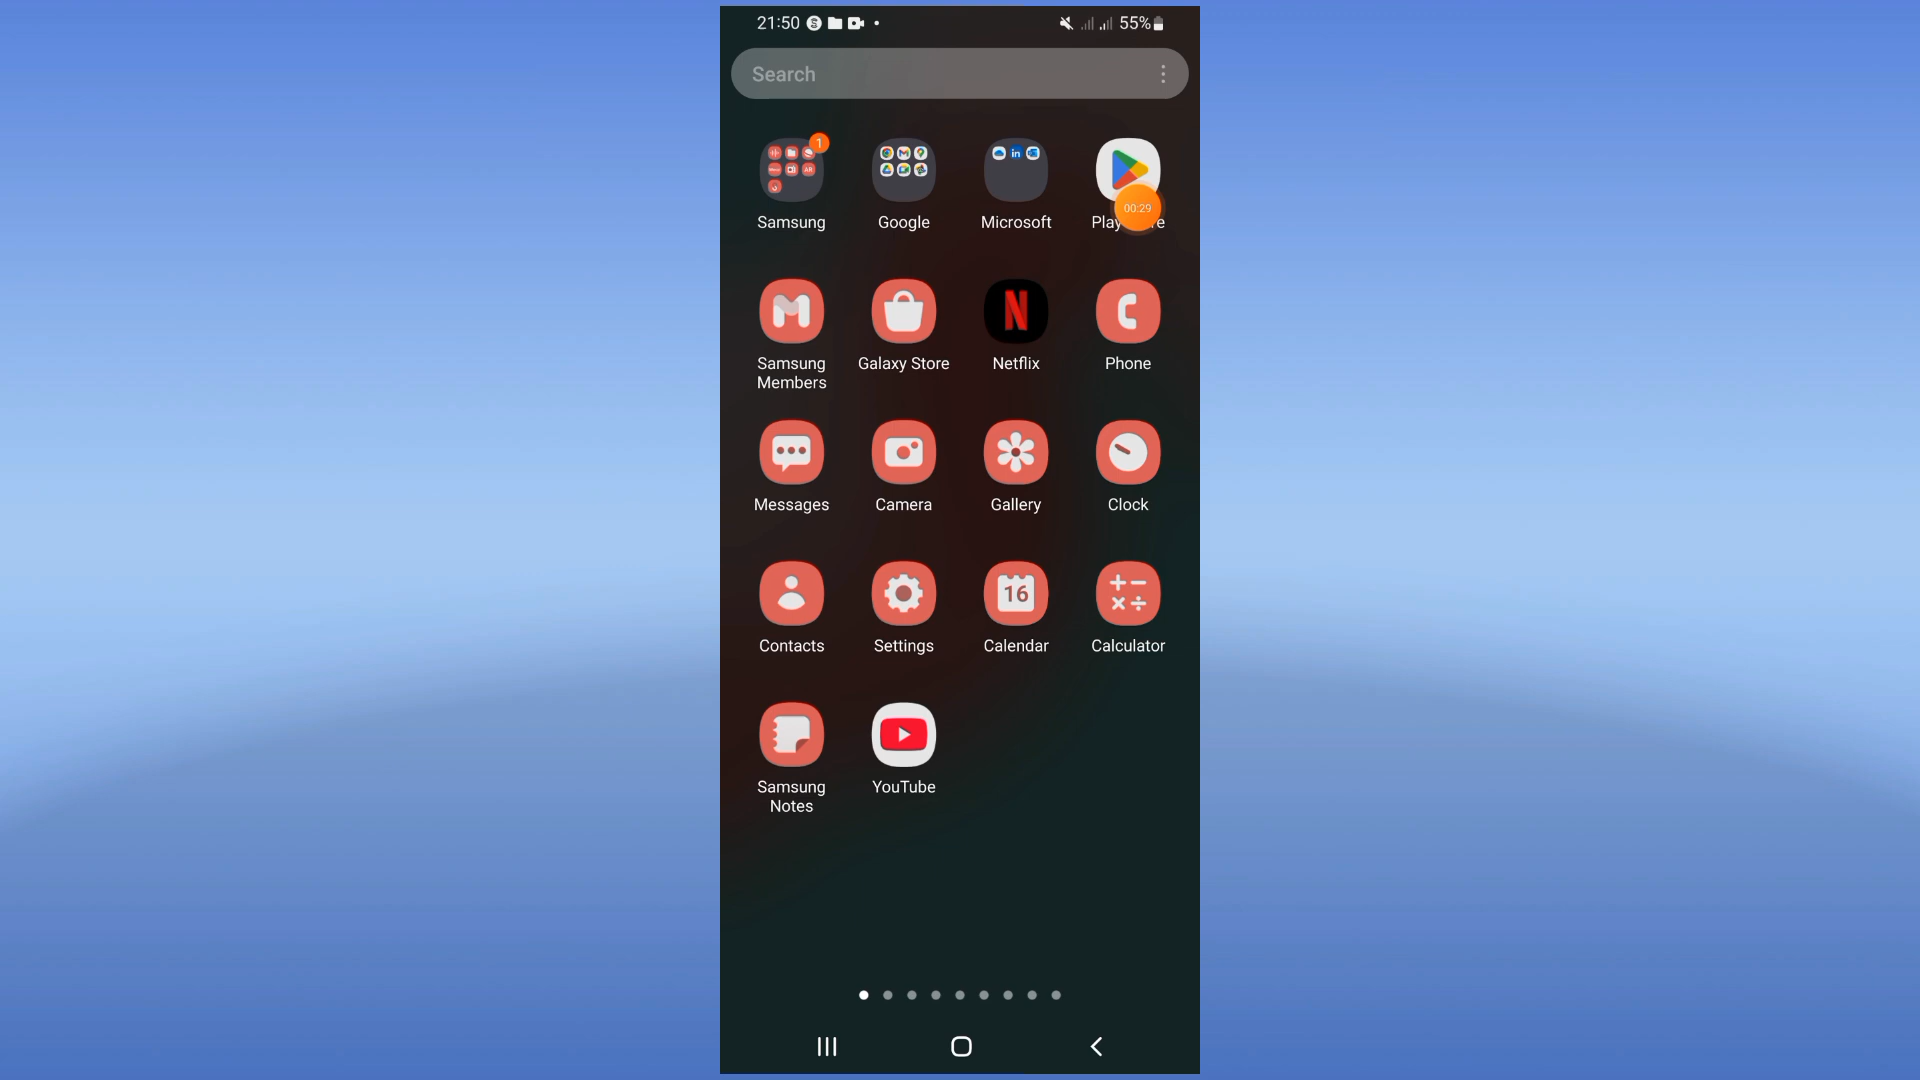 21:50
55%
Search
1
Samsung
Google
Microsoft
00:29
Samsung Members
Galaxy Store
Netflix
Phone
Messages
Camera
Gallery
Clock
16
Contacts
Settings
Calendar
Calculator
Samsung Notes
YouTube